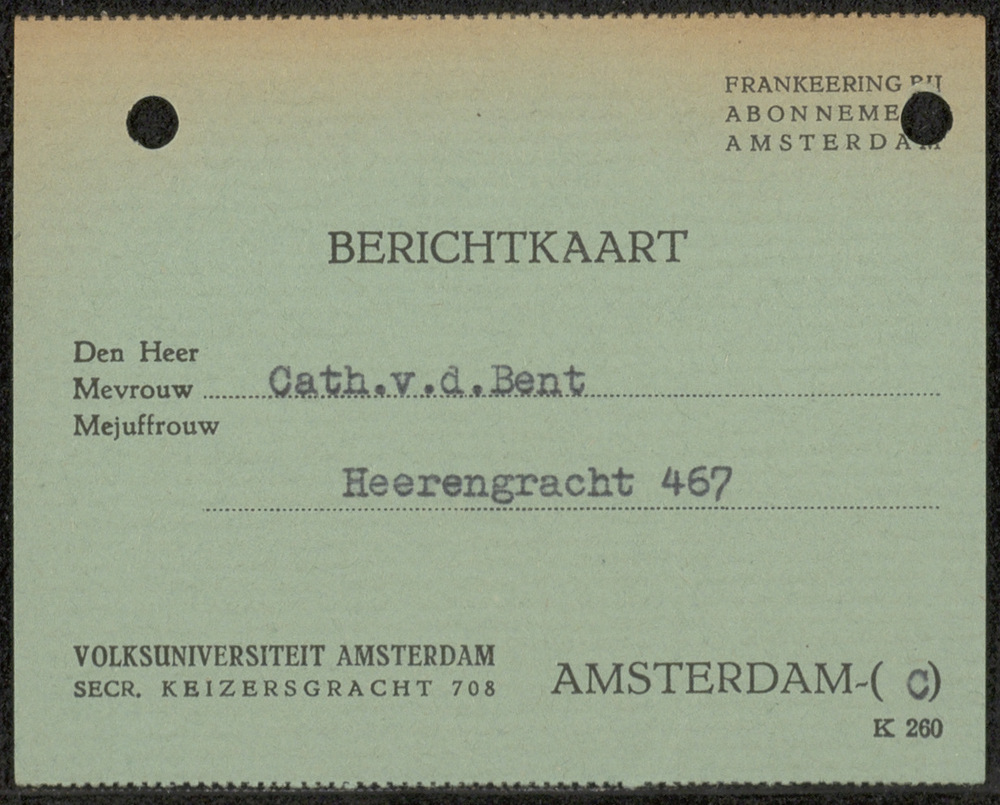 FRANKEERING BIJ
ABONNEME
AMSTERDAM
BERICHTKAART
Den Heer
Mevrouw Cath.v.d.Bent
Mejuffrouw
Heerengracht 467
VOLKSUNIVERSITEIT AMSTERDAM
SECR. KEIZERSGRACHT 708
AMSTERDAM-( C)
K 260